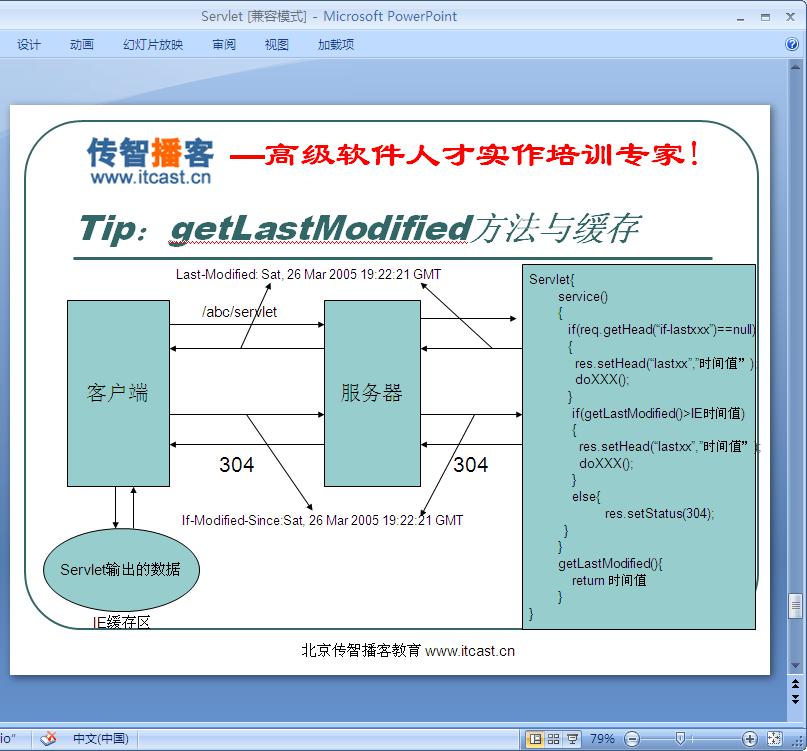 Servlet [兼容模式] - Microsoft PowerPoint
设计 动画 幻灯片放映 审阅 视图 加载项
传智播客 —高级软件人才实作培训专家!
www.itcast.cn
Tip：getLastModified方法与缓存
Last-Modified: Sat, 26 Mar 2005 19:22:21 GMT
/abc/servlet
客户端
服务器
304
304
If-Modified-Since:Sat, 26 Mar 2005 19:22:21 GMT
Servlet输出的数据
IE缓存区
Servlet{
service()
{
if(req.getHead(“if-lastxxx”)==null)
{
res.setHead(“lastxx”,”时间值” );
doXXX();
}
if(getLastModified()>IE时间值)
{
res.setHead(“lastxx”,”时间值” );
doXXX();
}
else{
res.setStatus(304);
}
}
getLastModified(){
return 时间值
}
}
北京传智播客教育 www.itcast.cn
io" 中文(中国) 79%